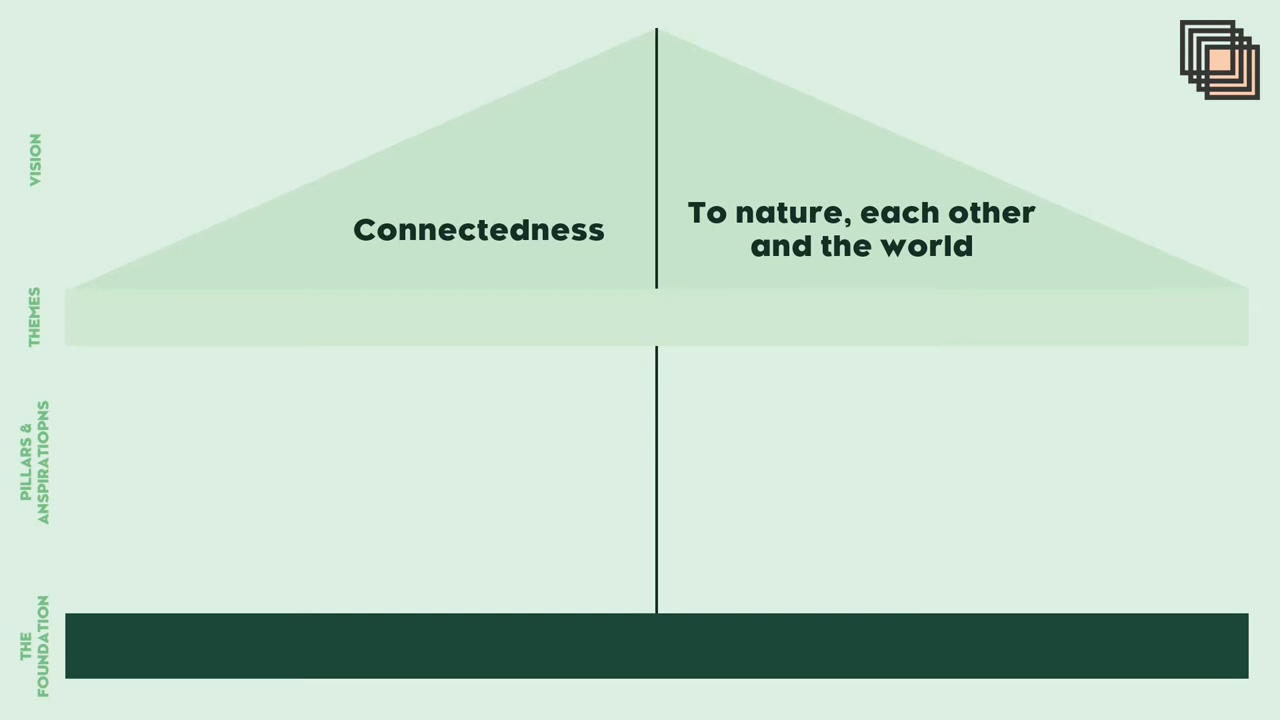 VISION
Connectedness
To nature, each other
and the world
THEMES
PILLARS &
ANSPIRATIOPNS
THE
FOUNDATION